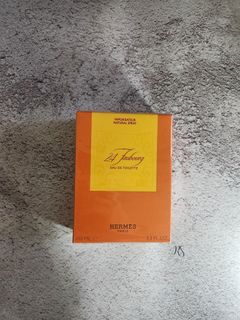 VAPORISATEUR
NATURAL SPRAY
24 Faubourg
EAU DE TOILETTE
HERMÈS
PARIS